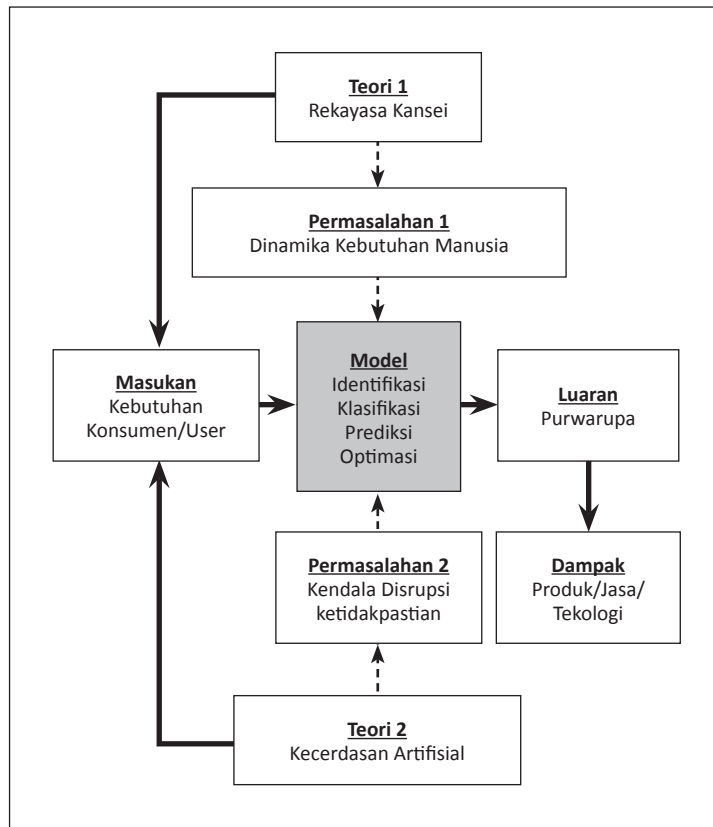 Teori 1
Rekayasa Kansei
Permasalahan 1
Dinamika Kebutuhan Manusia
Masukan
Kebutuhan
Konsumen/User
Model
Identifikasi
Klasifikasi
Prediksi
Optimasi
Luaran
Purwarupa
Permasalahan 2
Kendala Disrupsi
ketidakpastian
Dampak
Produk/Jasa/
Tekologi
Teori 2
Kecerdasan Artifisial